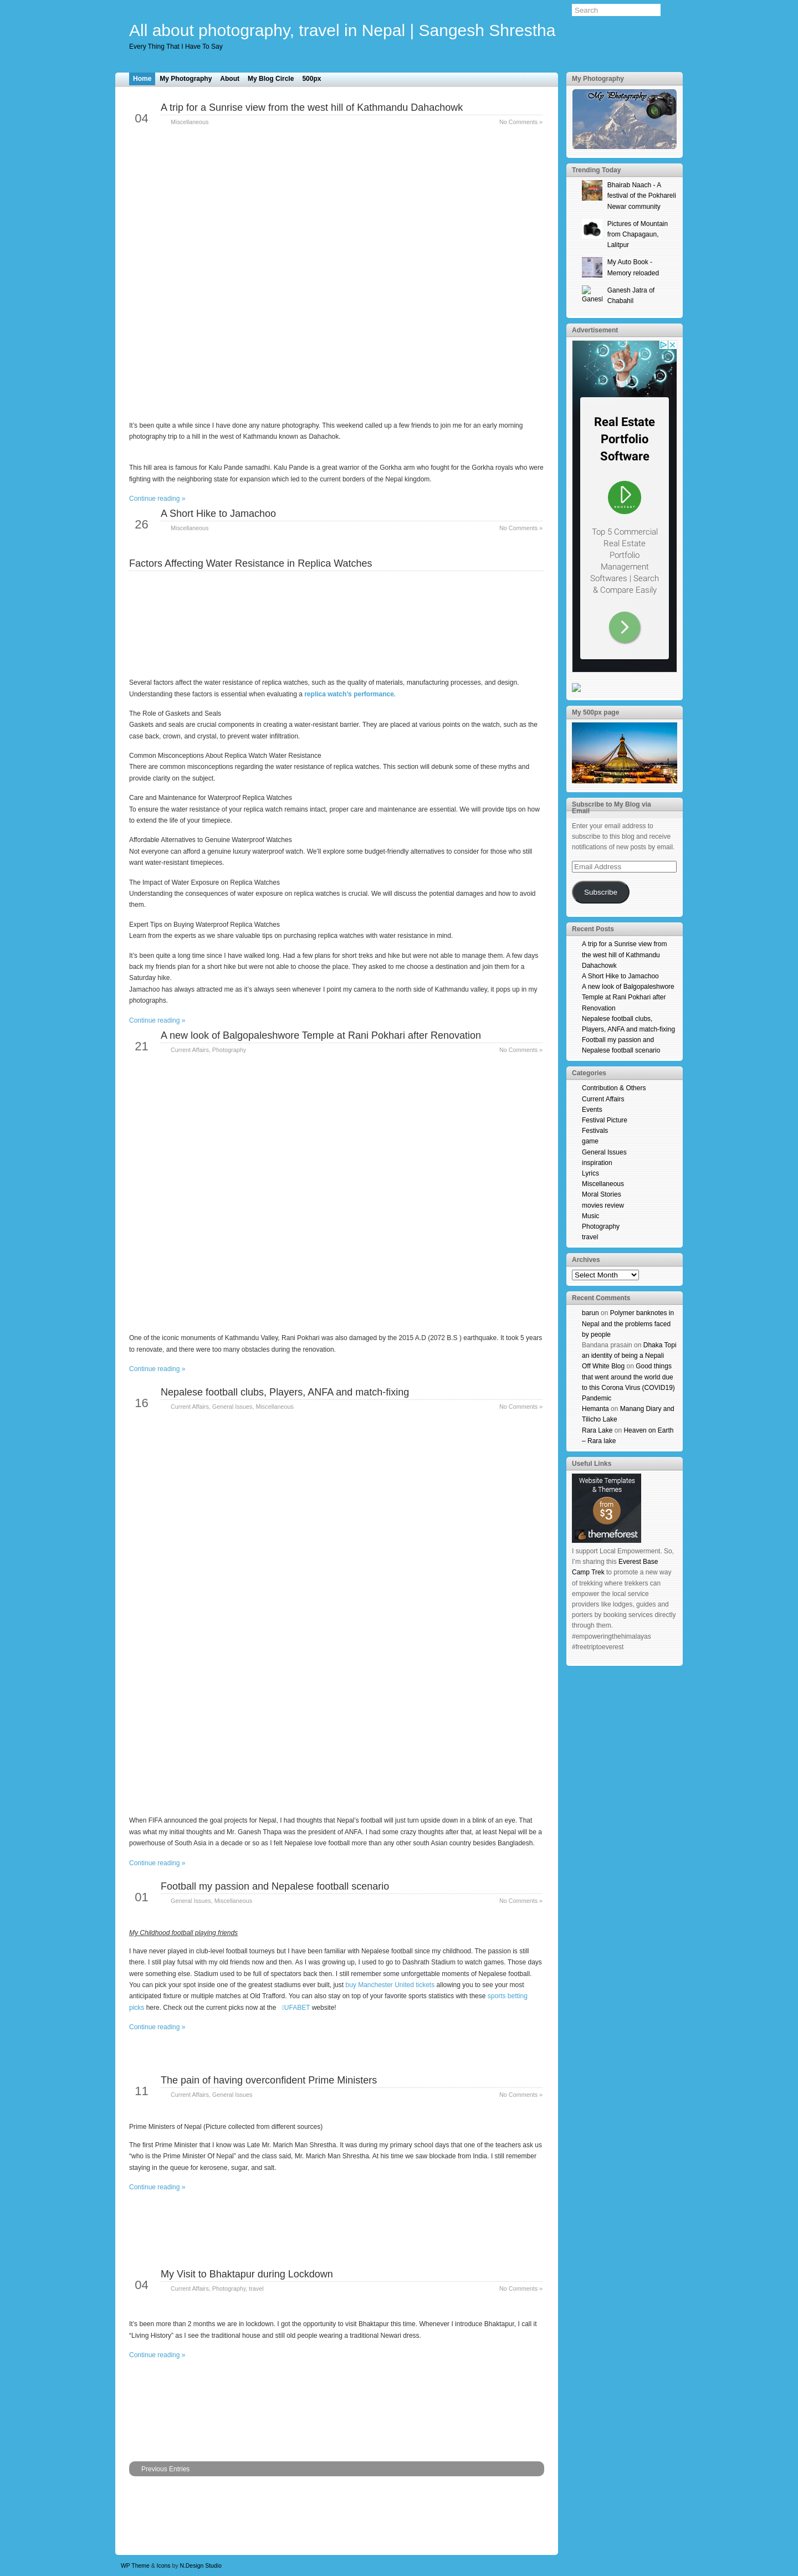 Search
All about photography, travel in Nepal | Sangesh Shrestha
Every Thing That I Have To Say
Home
My Photography
About
My Blog Circle
500px
04
A trip for a Sunrise view from the west hill of Kathmandu Dahachowk
Miscellaneous
No Comments »
It's been quite a while since I have done any nature photography. This weekend called up a few friends to join me for an early morning
photography trip to a hill in the west of Kathmandu known as Dahachok.
This hill area is famous for Kalu Pande samadhi. Kalu Pande is a great warrior of the Gorkha arm who fought for the Gorkha royals who were
fighting with the neighboring state for expansion which led to the current borders of the Nepal kingdom.
Continue reading »
26
A Short Hike to Jamachoo
Miscellaneous
No Comments »
Factors Affecting Water Resistance in Replica Watches
Several factors affect the water resistance of replica watches, such as the quality of materials, manufacturing processes, and design.
Understanding these factors is essential when evaluating a replica watch's performance.
The Role of Gaskets and Seals
Gaskets and seals are crucial components in creating a water-resistant barrier. They are placed at various points on the watch, such as the
case back, crown, and crystal, to prevent water infiltration.
Common Misconceptions About Replica Watch Water Resistance
There are common misconceptions regarding the water resistance of replica watches. This section will debunk some of these myths and
provide clarity on the subject.
Care and Maintenance for Waterproof Replica Watches
To ensure the water resistance of your replica watch remains intact, proper care and maintenance are essential. We will provide tips on how
to extend the life of your timepiece.
Affordable Alternatives to Genuine Waterproof Watches
Not everyone can afford a genuine luxury waterproof watch. We'll explore some budget-friendly alternatives to consider for those who still
want water-resistant timepieces.
The Impact of Water Exposure on Replica Watches
Understanding the consequences of water exposure on replica watches is crucial. We will discuss the potential damages and how to avoid
them.
Expert Tips on Buying Waterproof Replica Watches
Learn from the experts as we share valuable tips on purchasing replica watches with water resistance in mind.
It's been quite a long time since I have walked long. Had a few plans for short treks and hike but were not able to manage them. A few days
back my friends plan for a short hike but were not able to choose the place. They asked to me choose a destination and join them for a
Saturday hike.
Jamachoo has always attracted me as it's always seen whenever I point my camera to the north side of Kathmandu valley, it pops up in my
photographs.
Continue reading »
21
A new look of Balgopaleshwore Temple at Rani Pokhari after Renovation
Current Affairs, Photography
No Comments »
One of the iconic monuments of Kathmandu Valley, Rani Pokhari was also damaged by the 2015 A.D (2072 B.S ) earthquake. It took 5 years
to renovate, and there were too many obstacles during the renovation.
Continue reading »
16
Nepalese football clubs, Players, ANFA and match-fixing
Current Affairs, General Issues, Miscellaneous
No Comments »
When FIFA announced the goal projects for Nepal, I had thoughts that Nepal's football will just turn upside down in a blink of an eye. That
was what my initial thoughts and Mr. Ganesh Thapa was the president of ANFA. I had some crazy thoughts after that, at least Nepal will be a
powerhouse of South Asia in a decade or so as I felt Nepalese love football more than any other south Asian country besides Bangladesh.
Continue reading »
01
Football my passion and Nepalese football scenario
General Issues, Miscellaneous
No Comments »
My Childhood football playing friends
I have never played in club-level football tourneys but I have been familiar with Nepalese football since my childhood. The passion is still
there. I still play futsal with my old friends now and then. As I was growing up, I used to go to Dashrath Stadium to watch games. Those days
were something else. Stadium used to be full of spectators back then. I still remember some unforgettable moments of Nepalese football.
You can pick your spot inside one of the greatest stadiums ever built, just buy Manchester United tickets allowing you to see your most
anticipated fixture or multiple matches at Old Trafford. You can also stay on top of your favorite sports statistics with these sports betting
picks here. Check out the current picks now at the UFABET website!
Continue reading »
11
The pain of having overconfident Prime Ministers
Current Affairs, General Issues
No Comments »
Prime Ministers of Nepal (Picture collected from different sources)
The first Prime Minister that I know was Late Mr. Marich Man Shrestha. It was during my primary school days that one of the teachers ask us
"who is the Prime Minister Of Nepal" and the class said, Mr. Marich Man Shrestha. At his time we saw blockade from India. I still remember
staying in the queue for kerosene, sugar, and salt.
Continue reading »
04
My Visit to Bhaktapur during Lockdown
Current Affairs, Photography, travel
No Comments »
It's been more than 2 months we are in lockdown. I got the opportunity to visit Bhaktapur this time. Whenever I introduce Bhaktapur, I call it
"Living History" as I see the traditional house and still old people wearing a traditional Newari dress.
Continue reading »
Previous Entries
WP Theme & Icons by N.Design Studio
My Photography
My Photography
Trending Today
Bhairab Naach - A
festival of the Pokhareli
Newar community
Pictures of Mountain
from Chapagaun,
Lalitpur
My Auto Book -
Memory reloaded
Ganesh
Ganesh Jatra of
Chabahil
Advertisement
Real Estate
Portfolio
Software
Top 5 Commercial
Real Estate
Portfolio
Management
Softwares | Search
& Compare Easily
My 500px page
Subscribe to My Blog via
Email
Enter your email address to
subscribe to this blog and receive
notifications of new posts by email.
Email Address
Subscribe
Recent Posts
A trip for a Sunrise view from
the west hill of Kathmandu
Dahachowk
A Short Hike to Jamachoo
A new look of Balgopaleshwore
Temple at Rani Pokhari after
Renovation
Nepalese football clubs,
Players, ANFA and match-fixing
Football my passion and
Nepalese football scenario
Categories
Contribution & Others
Current Affairs
Events
Festival Picture
Festivals
game
General Issues
inspiration
Lyrics
Miscellaneous
Moral Stories
movies review
Music
Photography
travel
Archives
Select Month
Recent Comments
barun on Polymer banknotes in
Nepal and the problems faced
by people
Bandana prasain on Dhaka Topi
an identity of being a Nepali
Off White Blog on Good things
that went around the world due
to this Corona Virus (COVID19)
Pandemic
Hemanta on Manang Diary and
Tilicho Lake
Rara Lake on Heaven on Earth
– Rara lake
Useful Links
Website Templates
& Themes
from
$3
themeforest
I support Local Empowerment. So,
I'm sharing this Everest Base
Camp Trek to promote a new way
of trekking where trekkers can
empower the local service
providers like lodges, guides and
porters by booking services directly
through them.
#empoweringthehimalayas
#freetriptoeverest